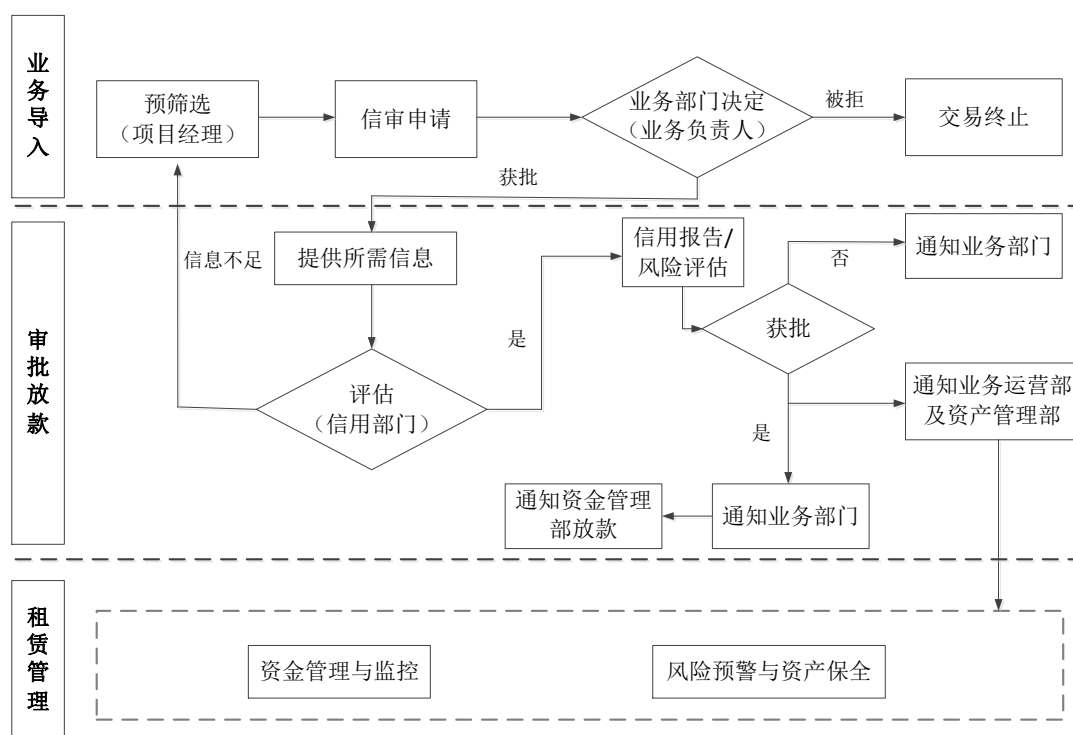 业务导入
预筛选
（项目经理）
信审申请
业务部门决定
（业务负责人）
被拒
交易终止
获批
审批放款
信息不足
提供所需信息
是
信用报告/
风险评估
否
通知业务部门
获批
评估
（信用部门）
是
通知业务运营部
及资产管理部
通知资金管理
部放款
通知业务部门
租赁管理
资金管理与监控
风险预警与资产保全